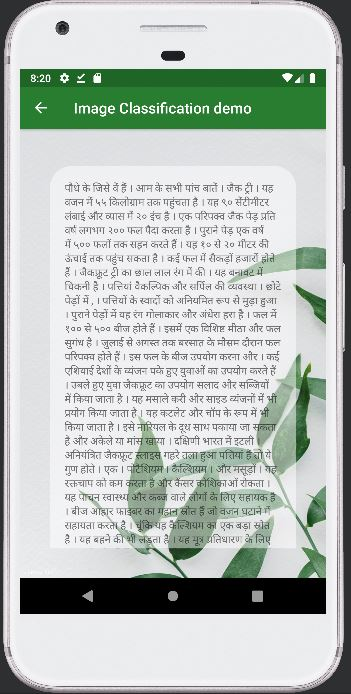 8:20
Image Classification demo
पौधे के जिसे वें हैं । आम के सभी पांच बातें । जैक ट्री । यह
वजन में ५५ किलोग्राम तक पहुंचता है । यह ९० सेंटीमीटर
लंबाई और व्यास में २० इंच है । एक परिपक्व जैक पेड़ प्रति
वर्ष लगभग २०० फल पैदा करता है । पुराने पेड़ एक वर्ष
में ५०० फलों तक सहन करते हैं । यह १० से २० मीटर की
ऊंचाई तक पहुंच सकता है । कई फल में सैकड़ों हजारों होते
हैं । जैकफ्रूट ट्री का छाल लाल रंग में की । यह बनावट में
चिकनी है । पत्तियां वैकल्पिक और सर्पिल की व्यवस्था । छोटे
पेड़ों में , । पत्तियों के स्वादों को अनियमित रूप से मुड़ा हुआ
। पुराने पेड़ों में यह रंग गोलाकार और अंधेरा हरा है । फल में
१०० से ५०० बीज होते हैं । इसमें एक विशिष्ट मीठा और फल
सुगंध है । जुलाई से अगस्त तक बरसात के मौसम दौरान फल
परिपक्व होते हैं । इस फल के बीज उपयोग करना और । कई
एशियाई देशों के व्यंजन पके हुए युवाओं का उपयोग करते हैं
। उबले हुए युवा जैकफ्रूट का उपयोग सलाद और सब्जियों
में किया जाता है । यह मसाले करी और साइड व्यंजनों में भी
प्रयोग किया जाता है । यह कटलेट और चॉप के रूप में भी
किया जाता है । इसे नारियल के दूध साथ पकाया जा सकता
है और अकेले या मांस खाया । दक्षिणी भारत में इटली
अनियंत्रित जैकफ्रूट स्लाइस गहरे तला हुआ पत्तियां है जो ये
गुण होते । एक । पोटेशियम । कैल्शियम । और मसूडों । यह
रक्तचाप को कम करता है और कैंसर कोशिकाओं रोकता ।
यह पाचन स्वास्थ्य और कब्ज वाले लोगों के लिए सहायक है
। बीज आहार फाइबर का महान स्रोत हैं जो वजन घटाने में
सहायता करता है । चूंकि यह कैल्शियम का एक बड़ा स्रोत
है । यह बहने की भी लड़ता है । यह मूत्र प्रतिधारण के लिए